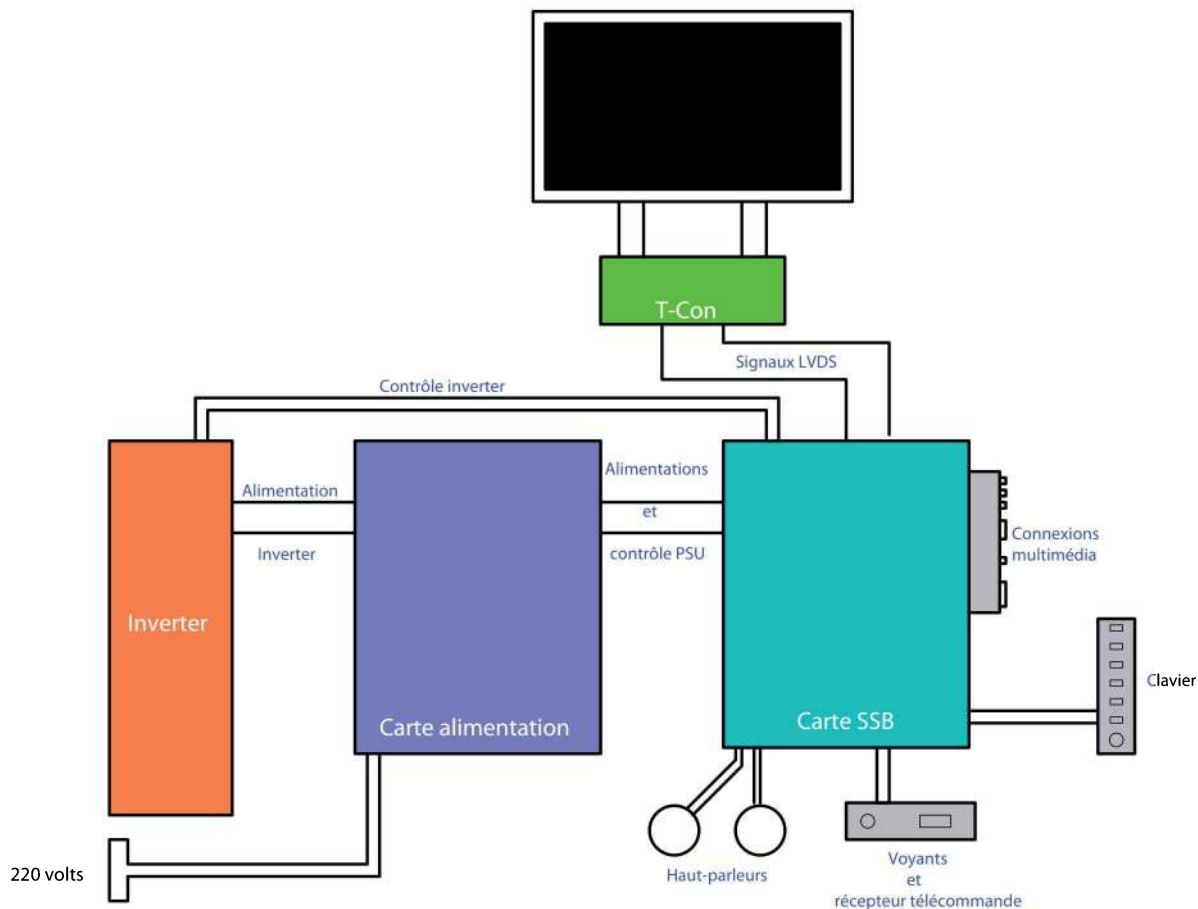 T-Con
Signaux LVDS
Contrôle inverter
Alimentation
Inverter
Alimentations
et
contrôle PSU
Connexions
multimédia
Inverter
Carte alimentation
Carte SSB
Clavier
220 volts
Haut-parleurs
Voyants
et
récepteur télécommande